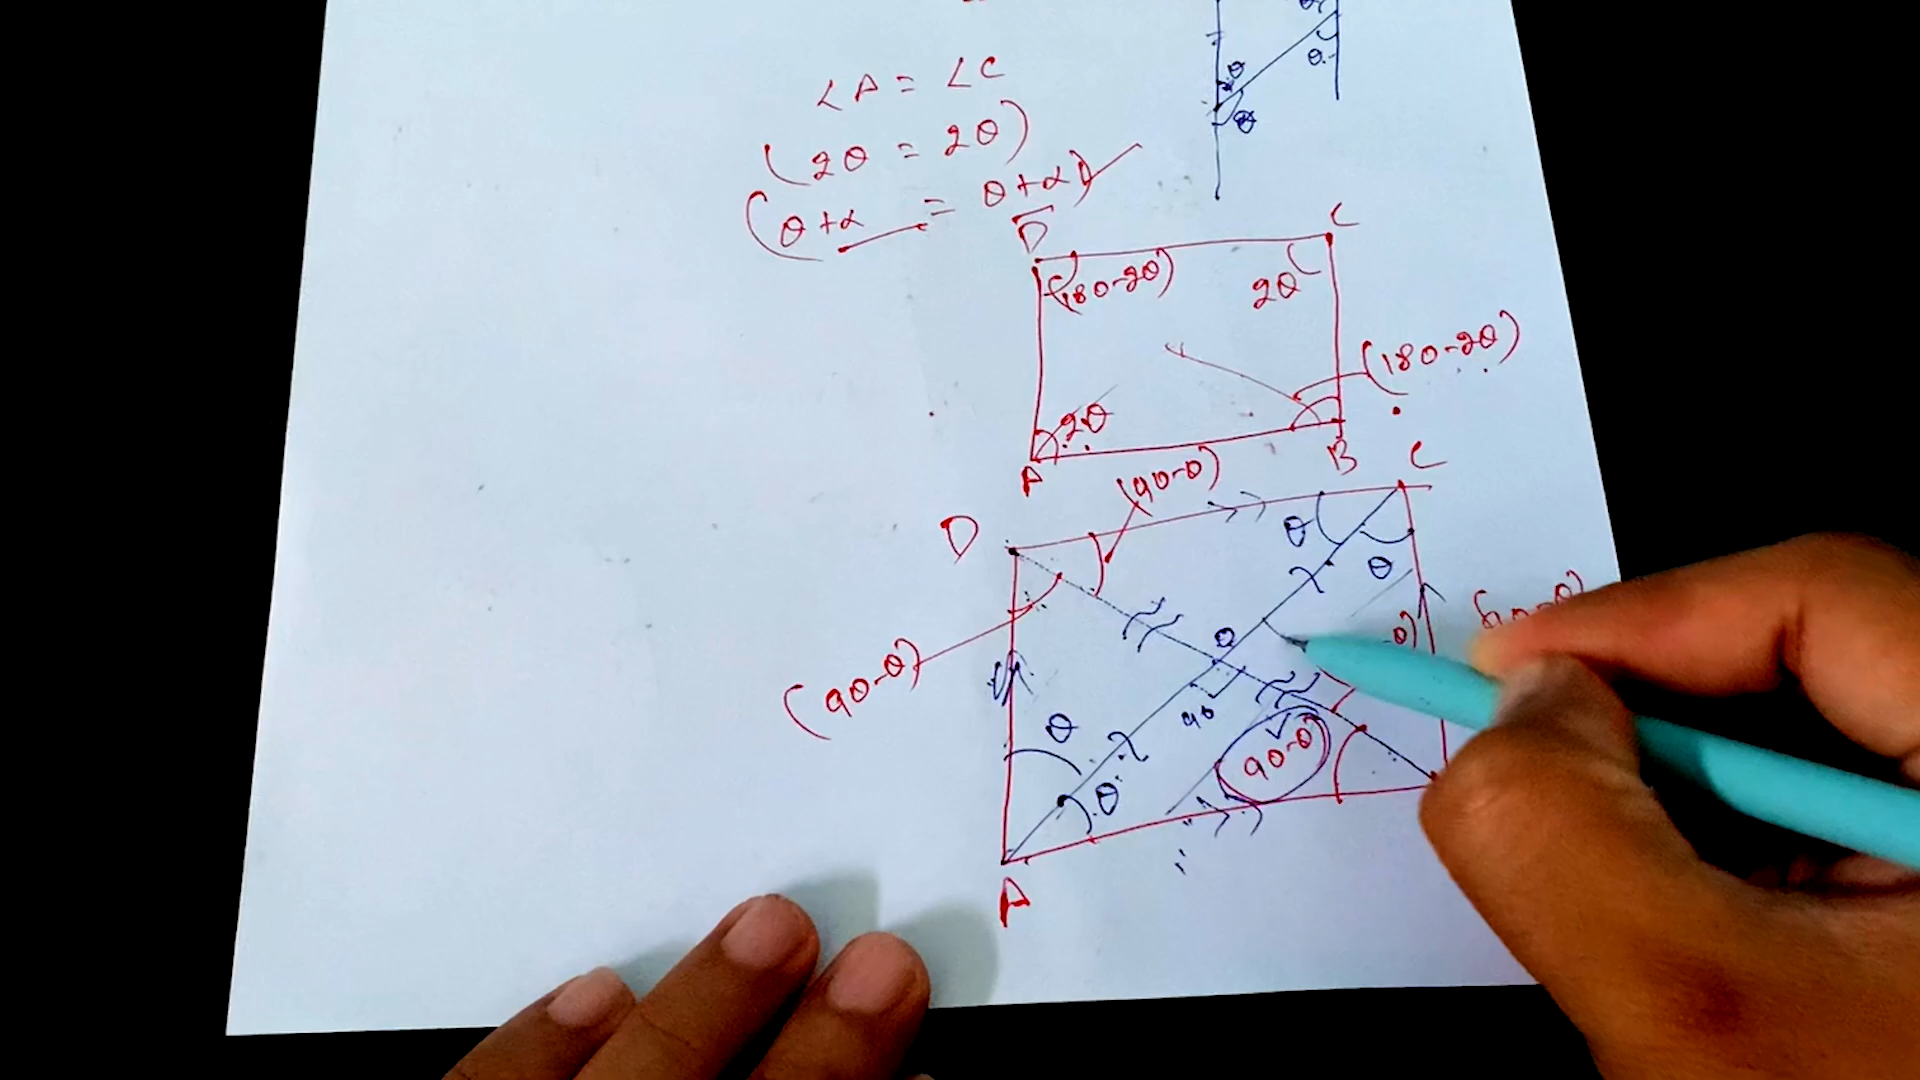 θ
θ
θ
θ
∠A = ∠C
(2θ = 2θ)
(θ+α = θ+α)
D
C
(180-2θ)
2θ
(180-2θ)
2θ
A
B
C
(90-θ)
D
θ
θ
(90-θ)
θ
90
θ
90-θ
θ
A